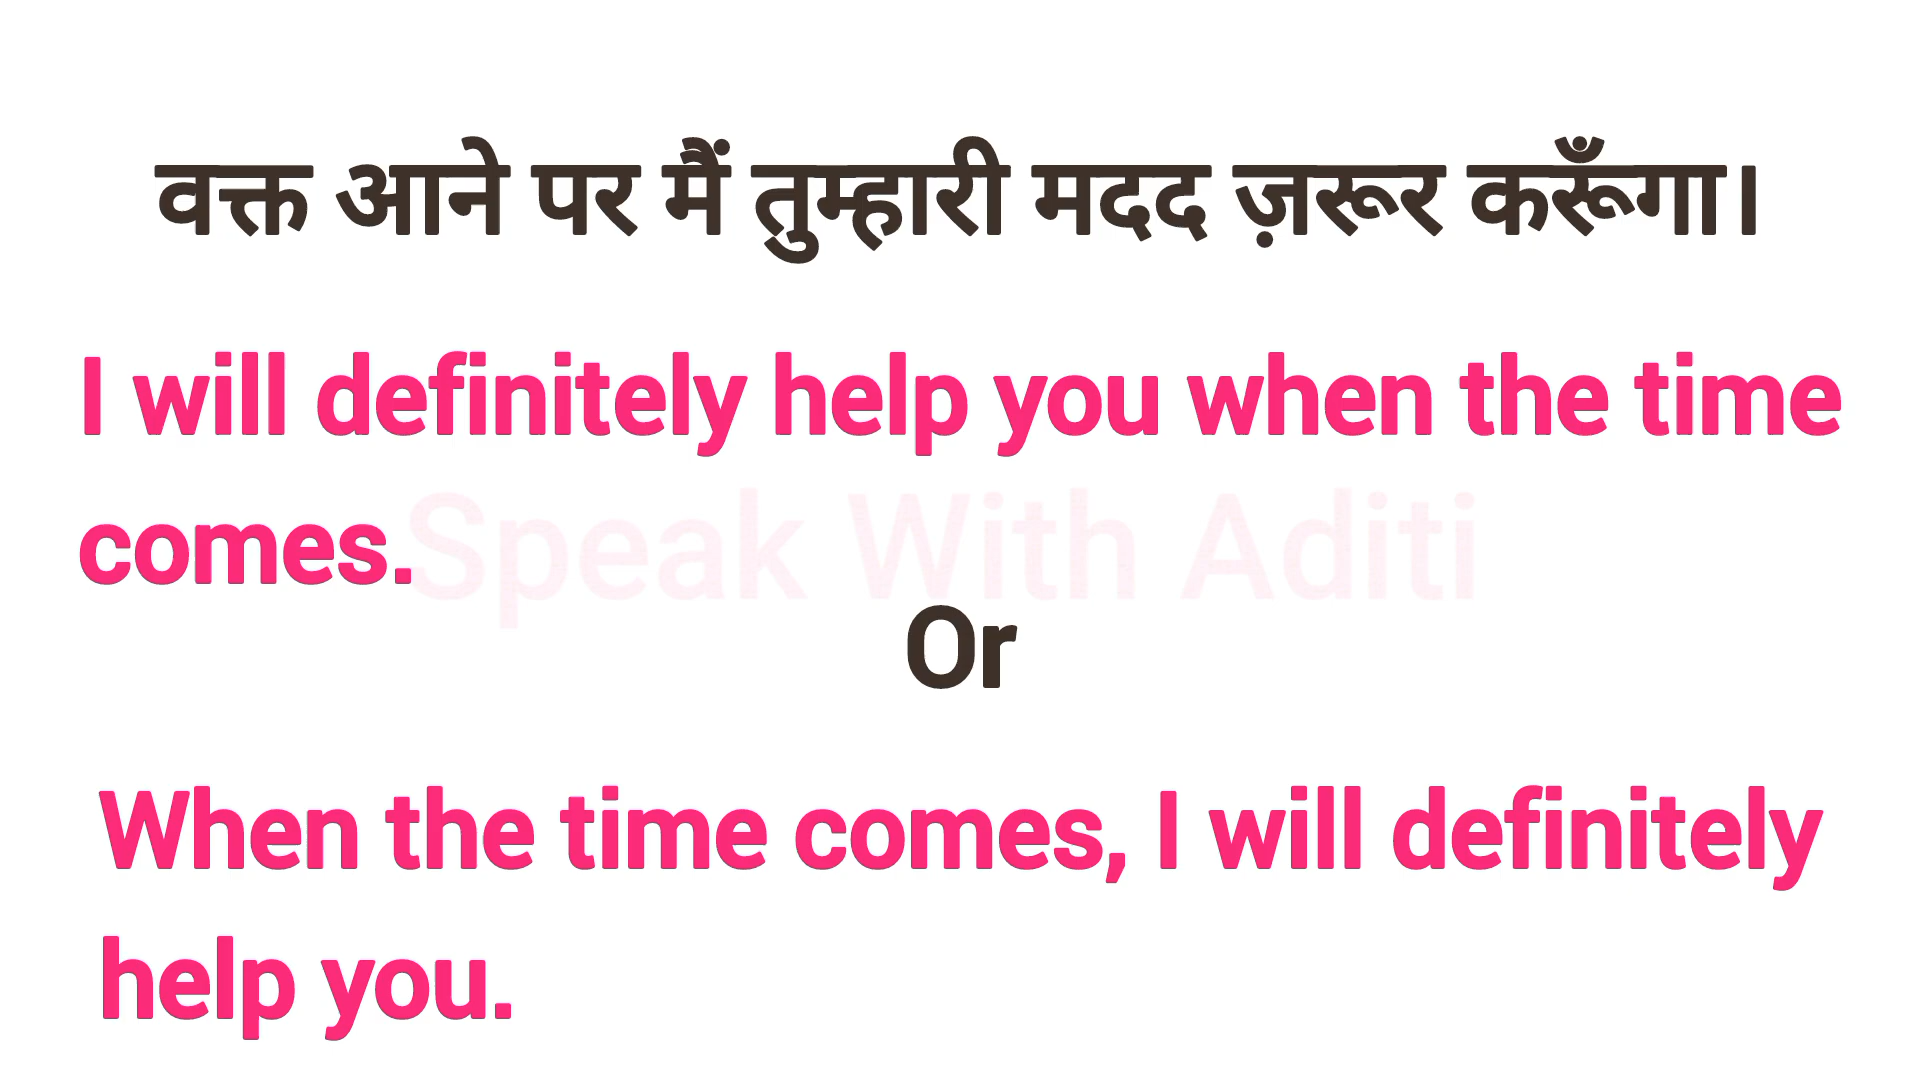 वक्त आने पर मैं तुम्हारी मदद ज़रूर करूँगा।
I will definitely help you when the time
comes.
Speak With Aditi
Or
When the time comes, I will definitely
help you.